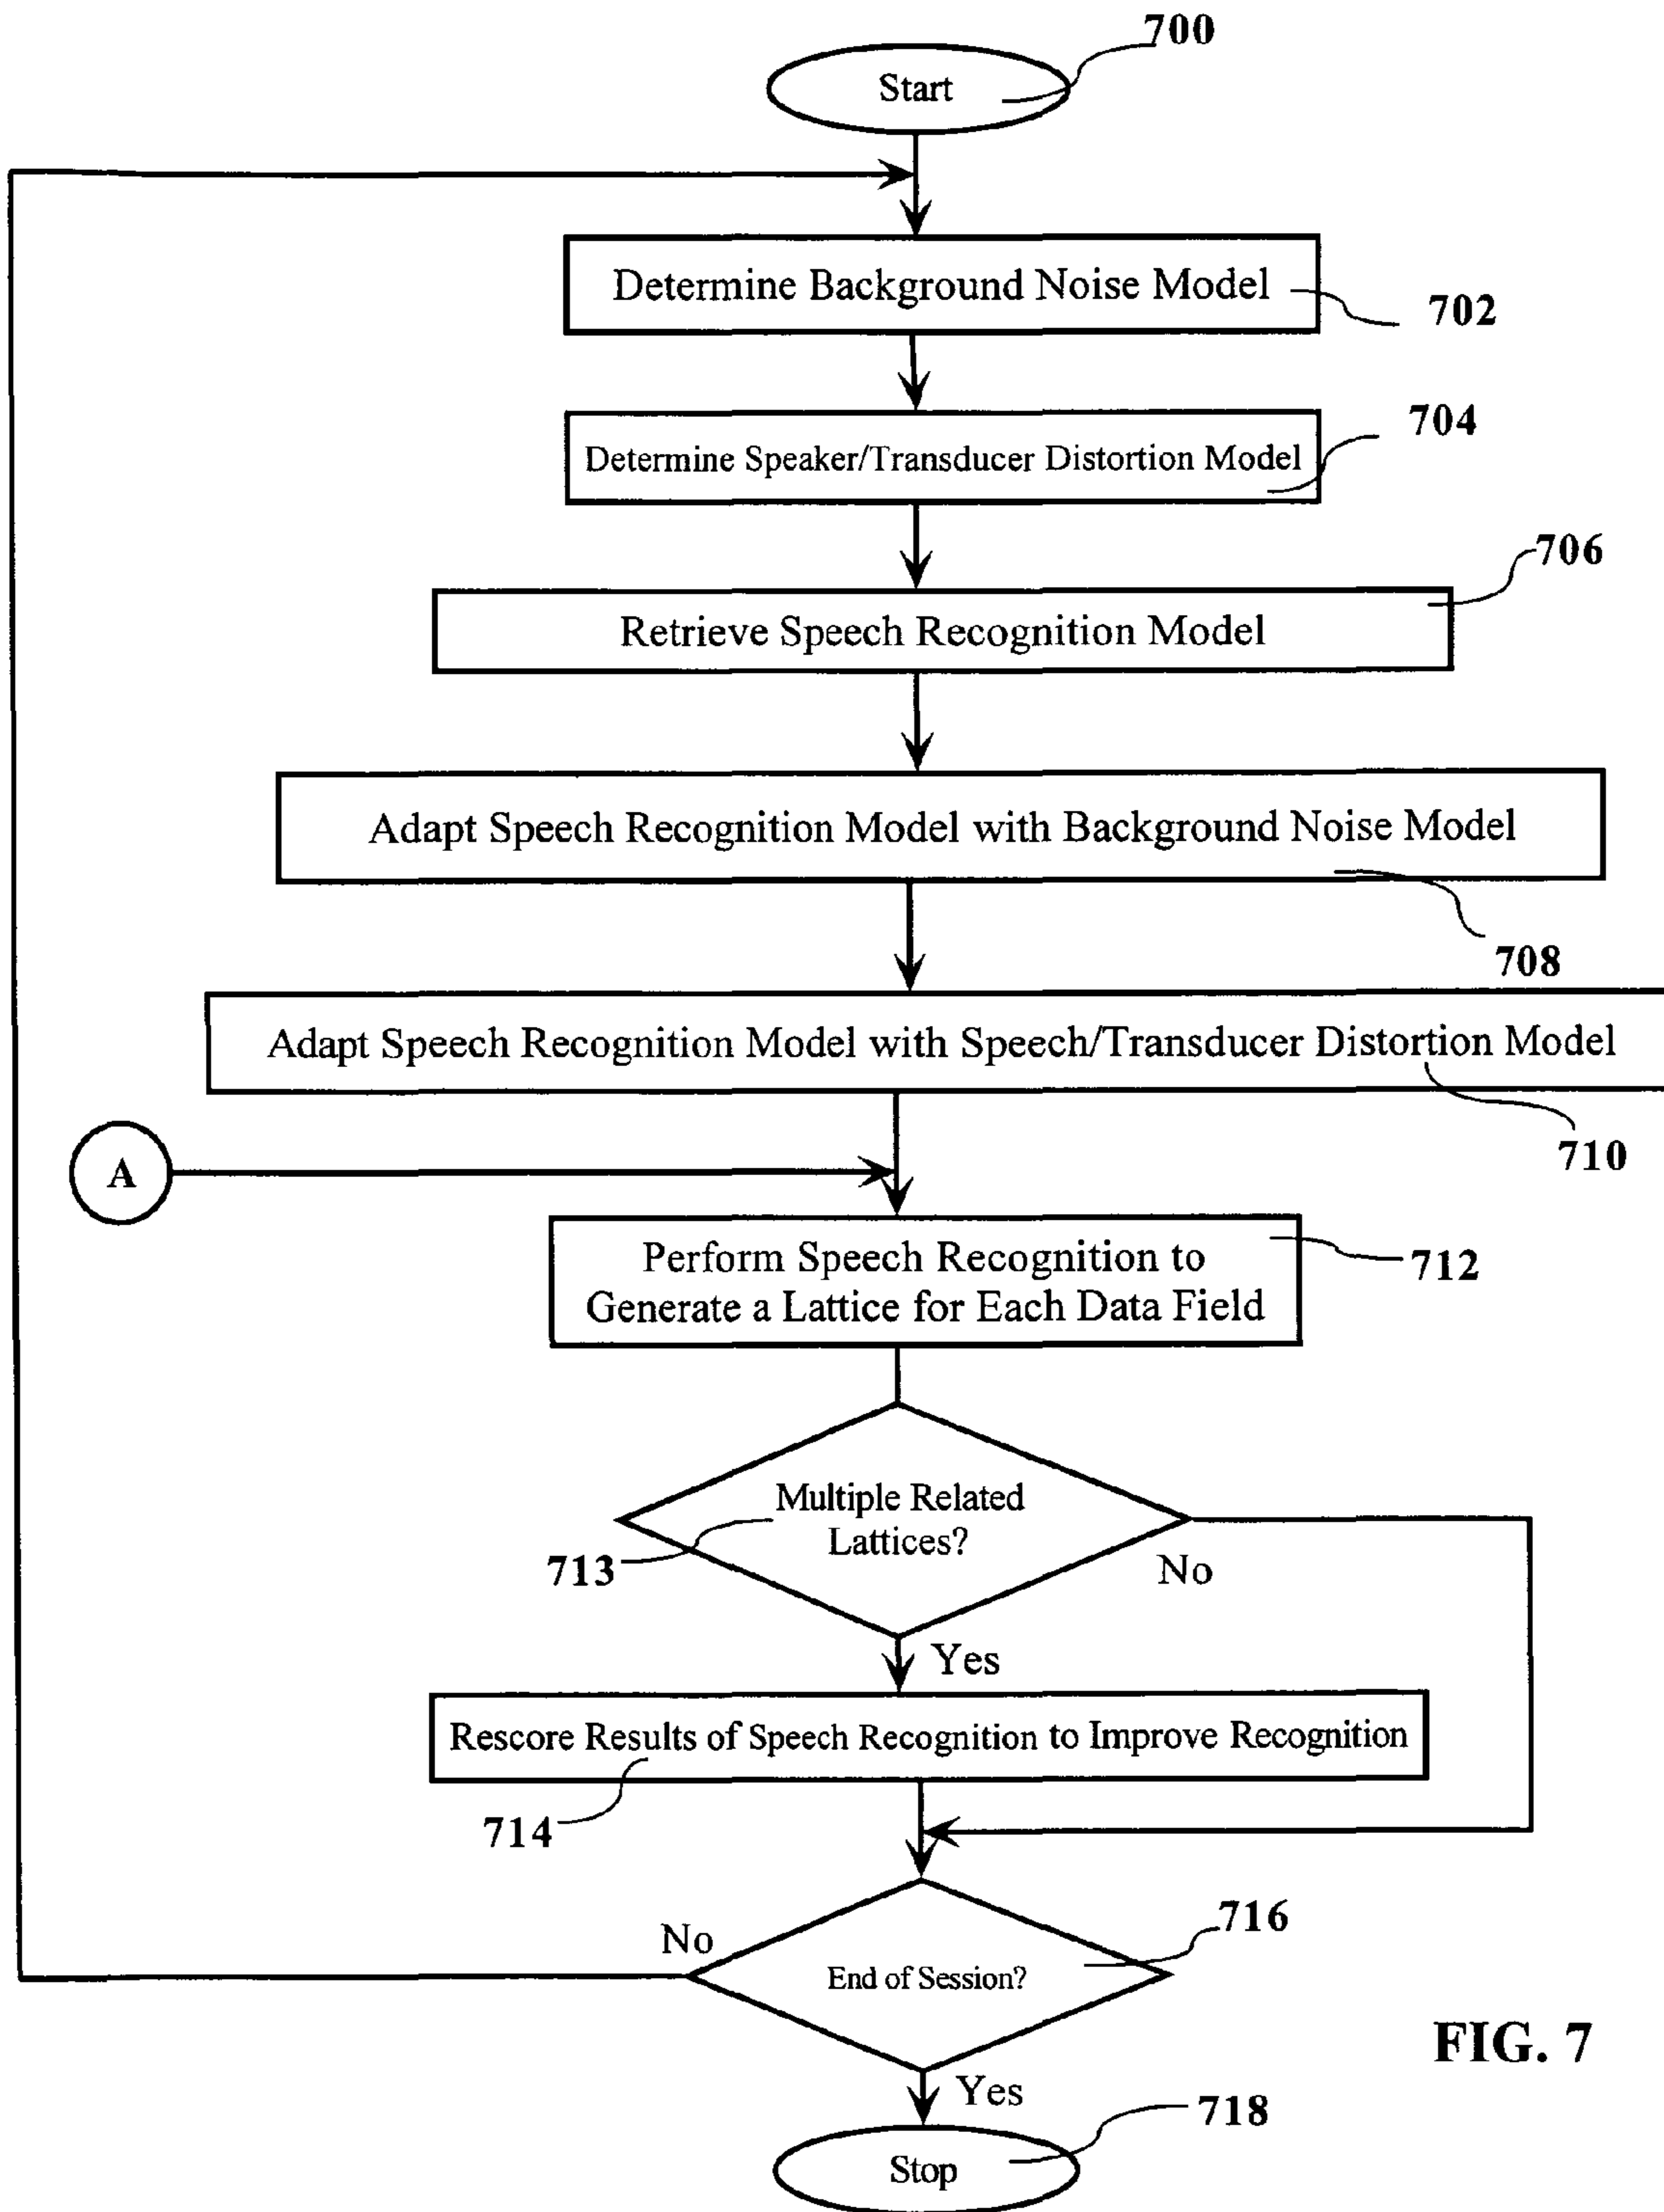 700
Start
Determine Background Noise Model
702
704
Determine Speaker/Transducer Distortion Model
706
Retrieve Speech Recognition Model
Adapt Speech Recognition Model with Background Noise Model
708
Adapt Speech Recognition Model with Speech/Transducer Distortion Model
710
A
Perform Speech Recognition to
Generate a Lattice for Each Data Field
712
Multiple Related
Lattices?
713
No
Yes
Rescore Results of Speech Recognition to Improve Recognition
714
716
No
End of Session?
FIG. 7
Yes
718
Stop